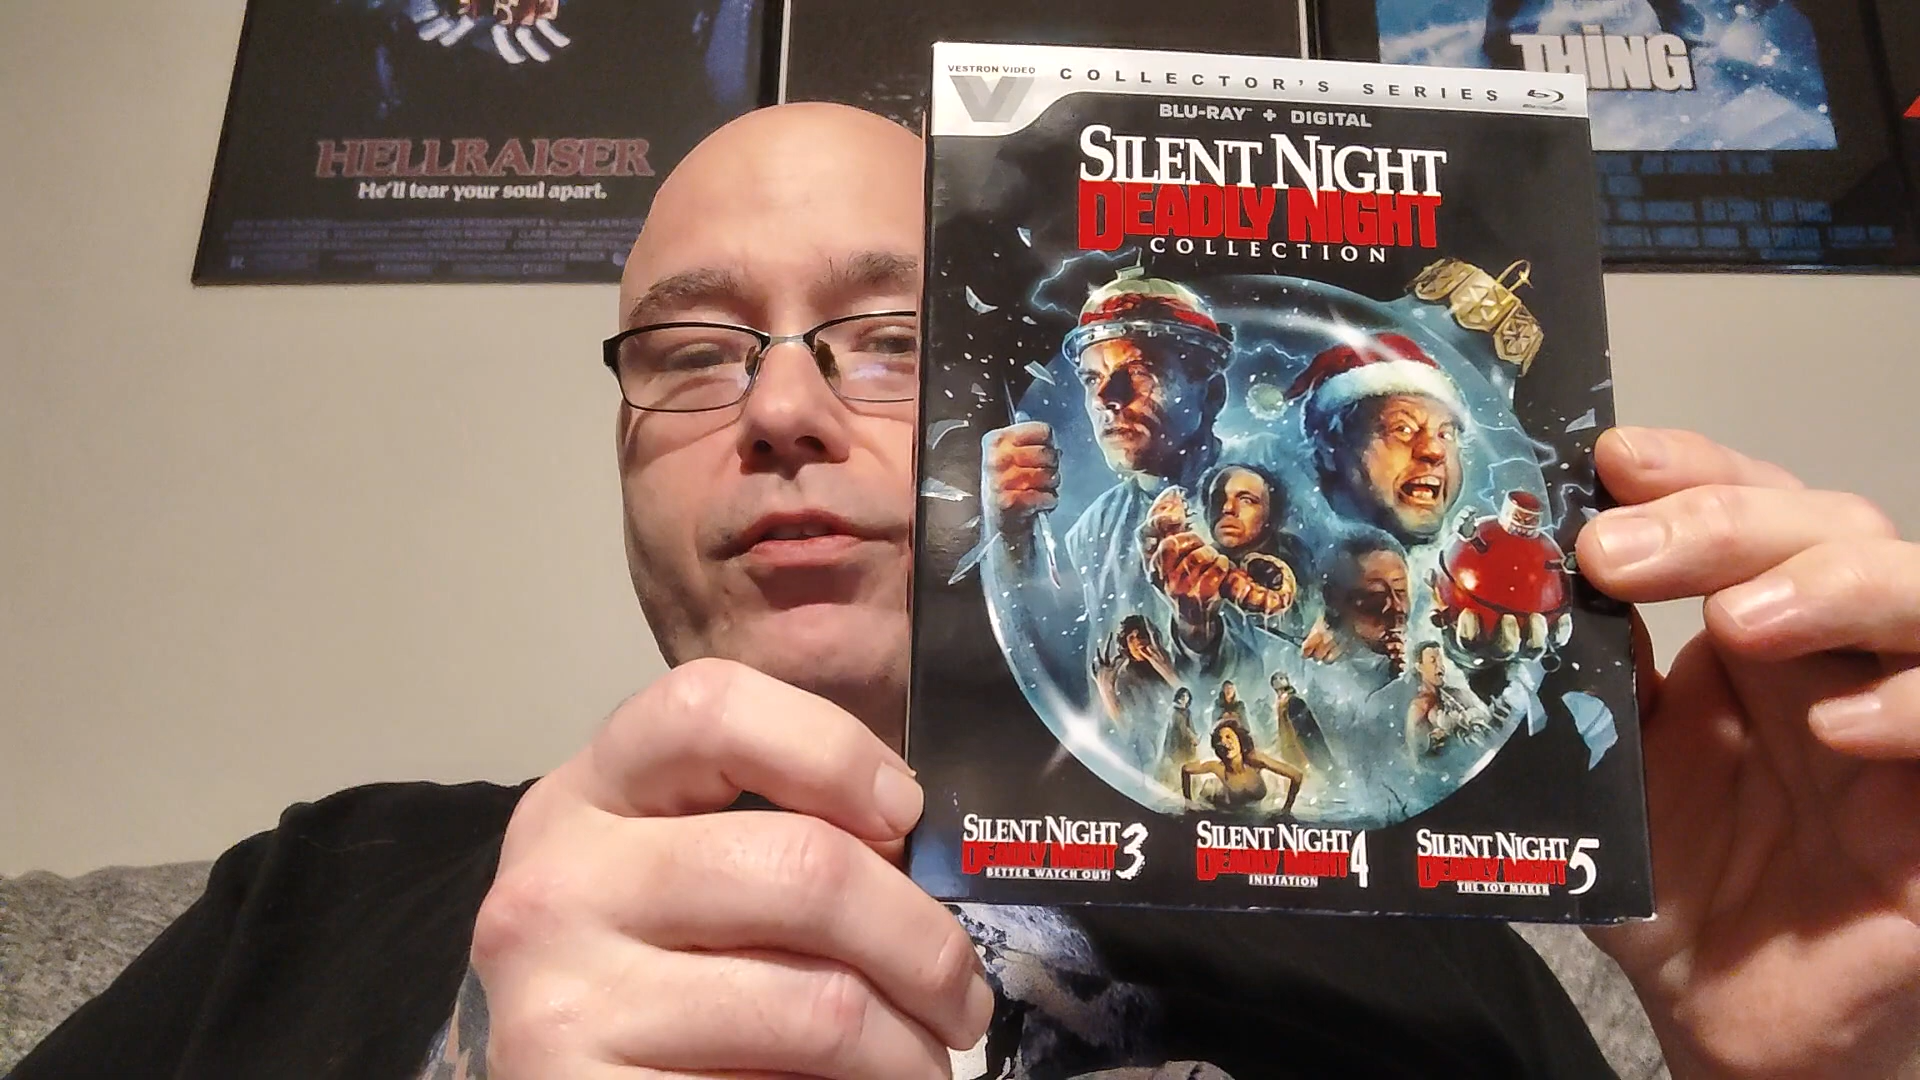 HELLRAISER
He'll tear your soul apart.
THING
VESTRON VIDEO
V
COLLECTOR'S SERIES
BLU-RAY™ + DIGITAL
SILENT NIGHT
DEADLY NIGHT
COLLECTION
SILENT NIGHT
DEADLY NIGHT 3
BETTER WATCH OUT!
SILENT NIGHT
DEADLY NIGHT 4
INITIATION
SILENT NIGHT
DEADLY NIGHT 5
THE TOY MAKER